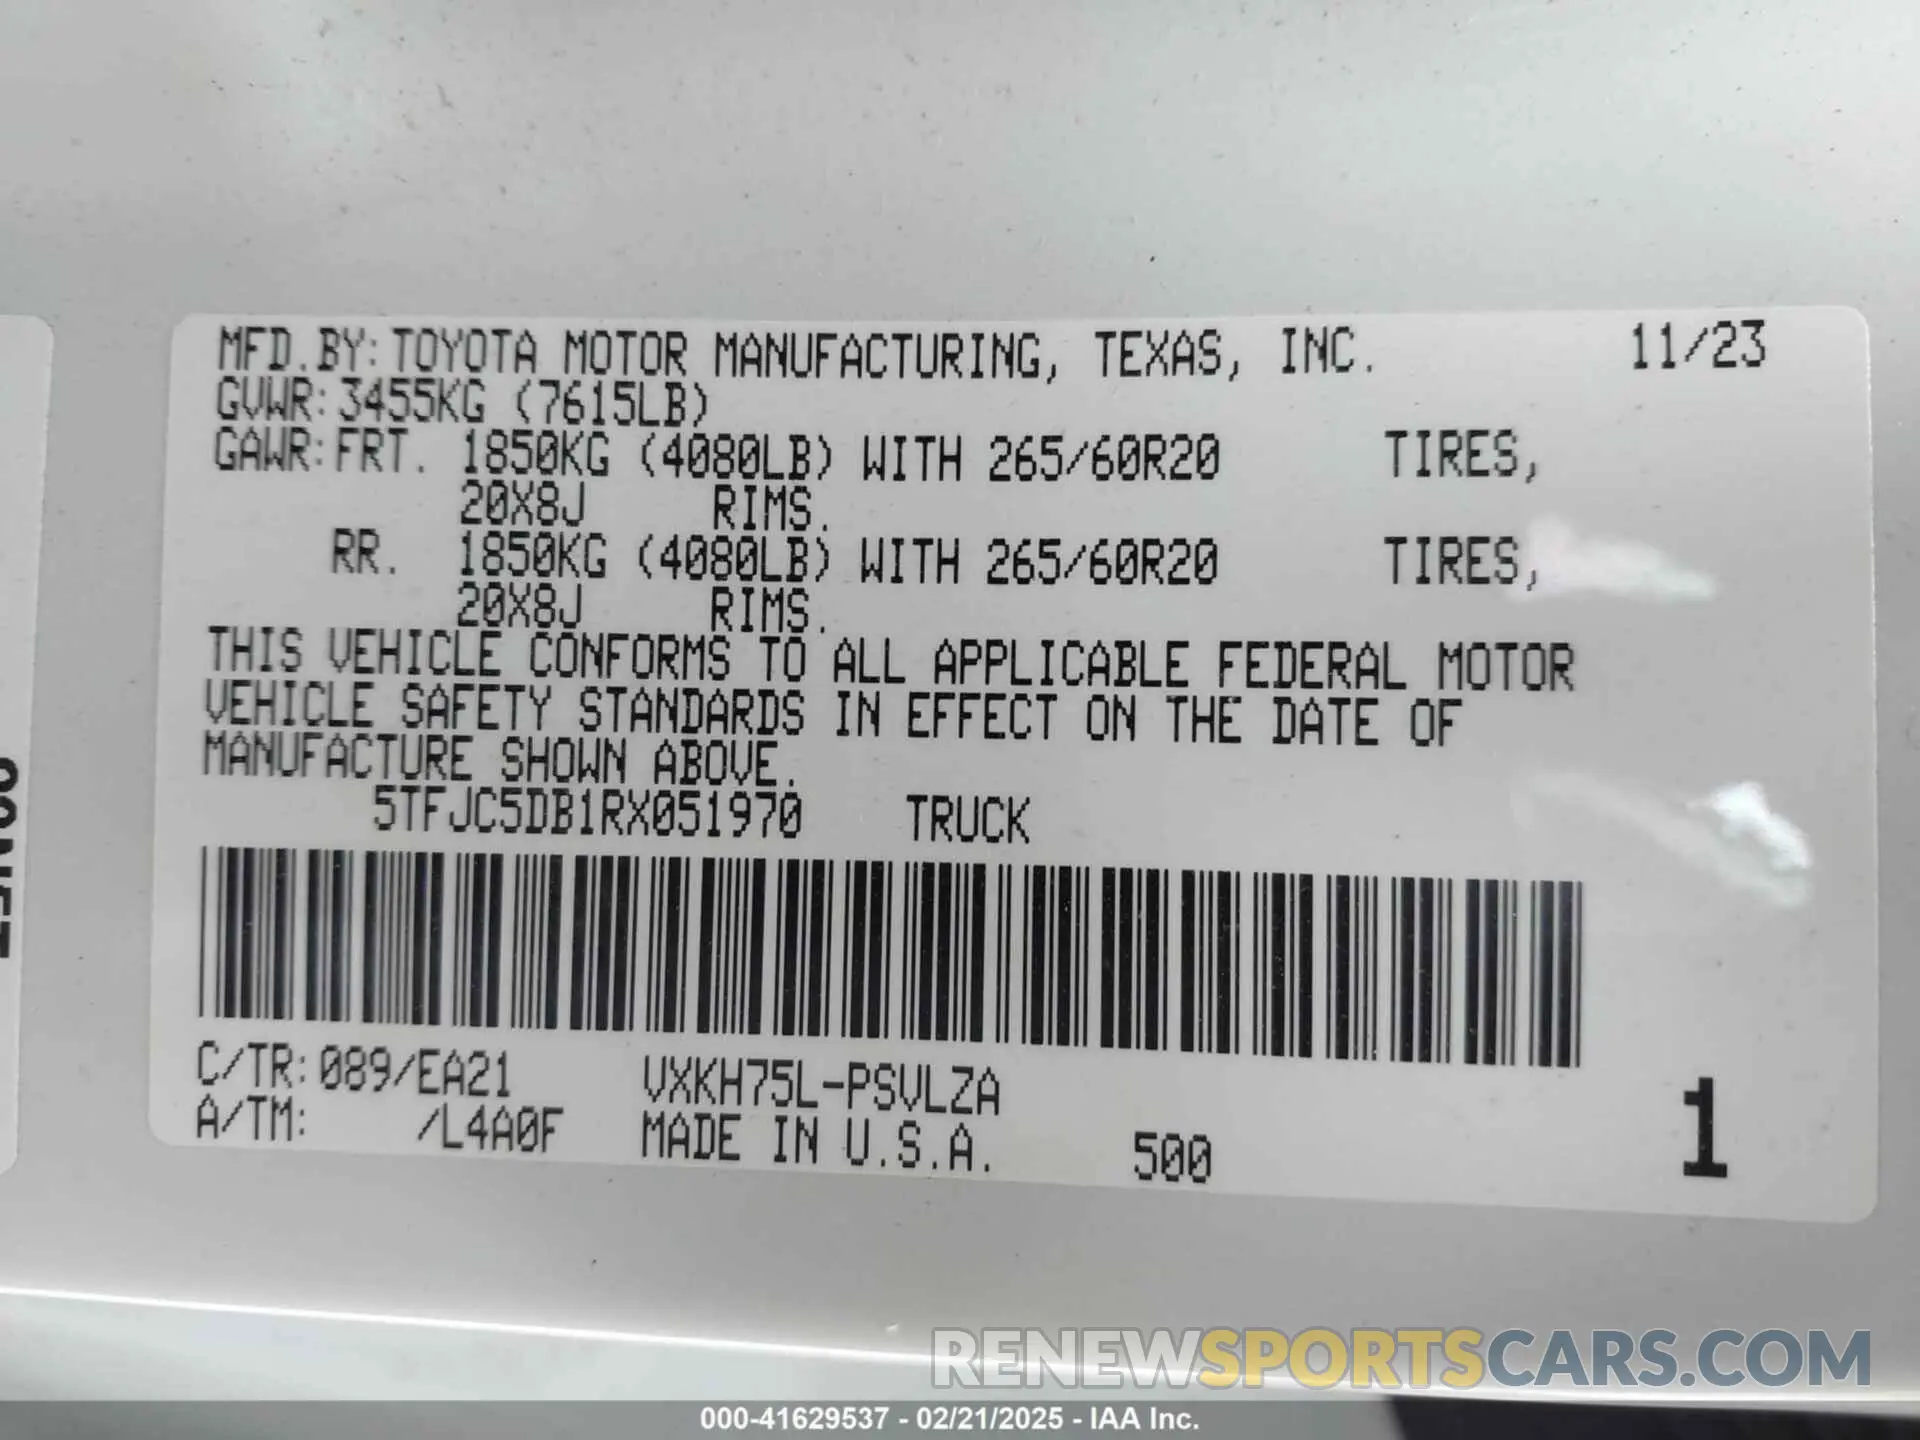 MFD.BY: TOYOTA MOTOR MANUFACTURING, TEXAS, INC. 11/23
GVWR: 3455KG (7615LB)
GAWR: FRT. 1850KG (4080LB) WITH 265/60R20 TIRES,
20X8J RIMS.
RR. 1850KG (4080LB) WITH 265/60R20 TIRES,
20X8J RIMS.
THIS VEHICLE CONFORMS TO ALL APPLICABLE FEDERAL MOTOR
VEHICLE SAFETY STANDARDS IN EFFECT ON THE DATE OF
MANUFACTURE SHOWN ABOVE.
5TFJC5DB1RX051970 TRUCK
C/TR: 089/EA21 VXKH75L-PSVLZA
A/TM: /L4A0F MADE IN U.S.A. 500 1
RENEWSPORTSCARS.COM
000-41629537 - 02/21/2025 - IAA Inc.